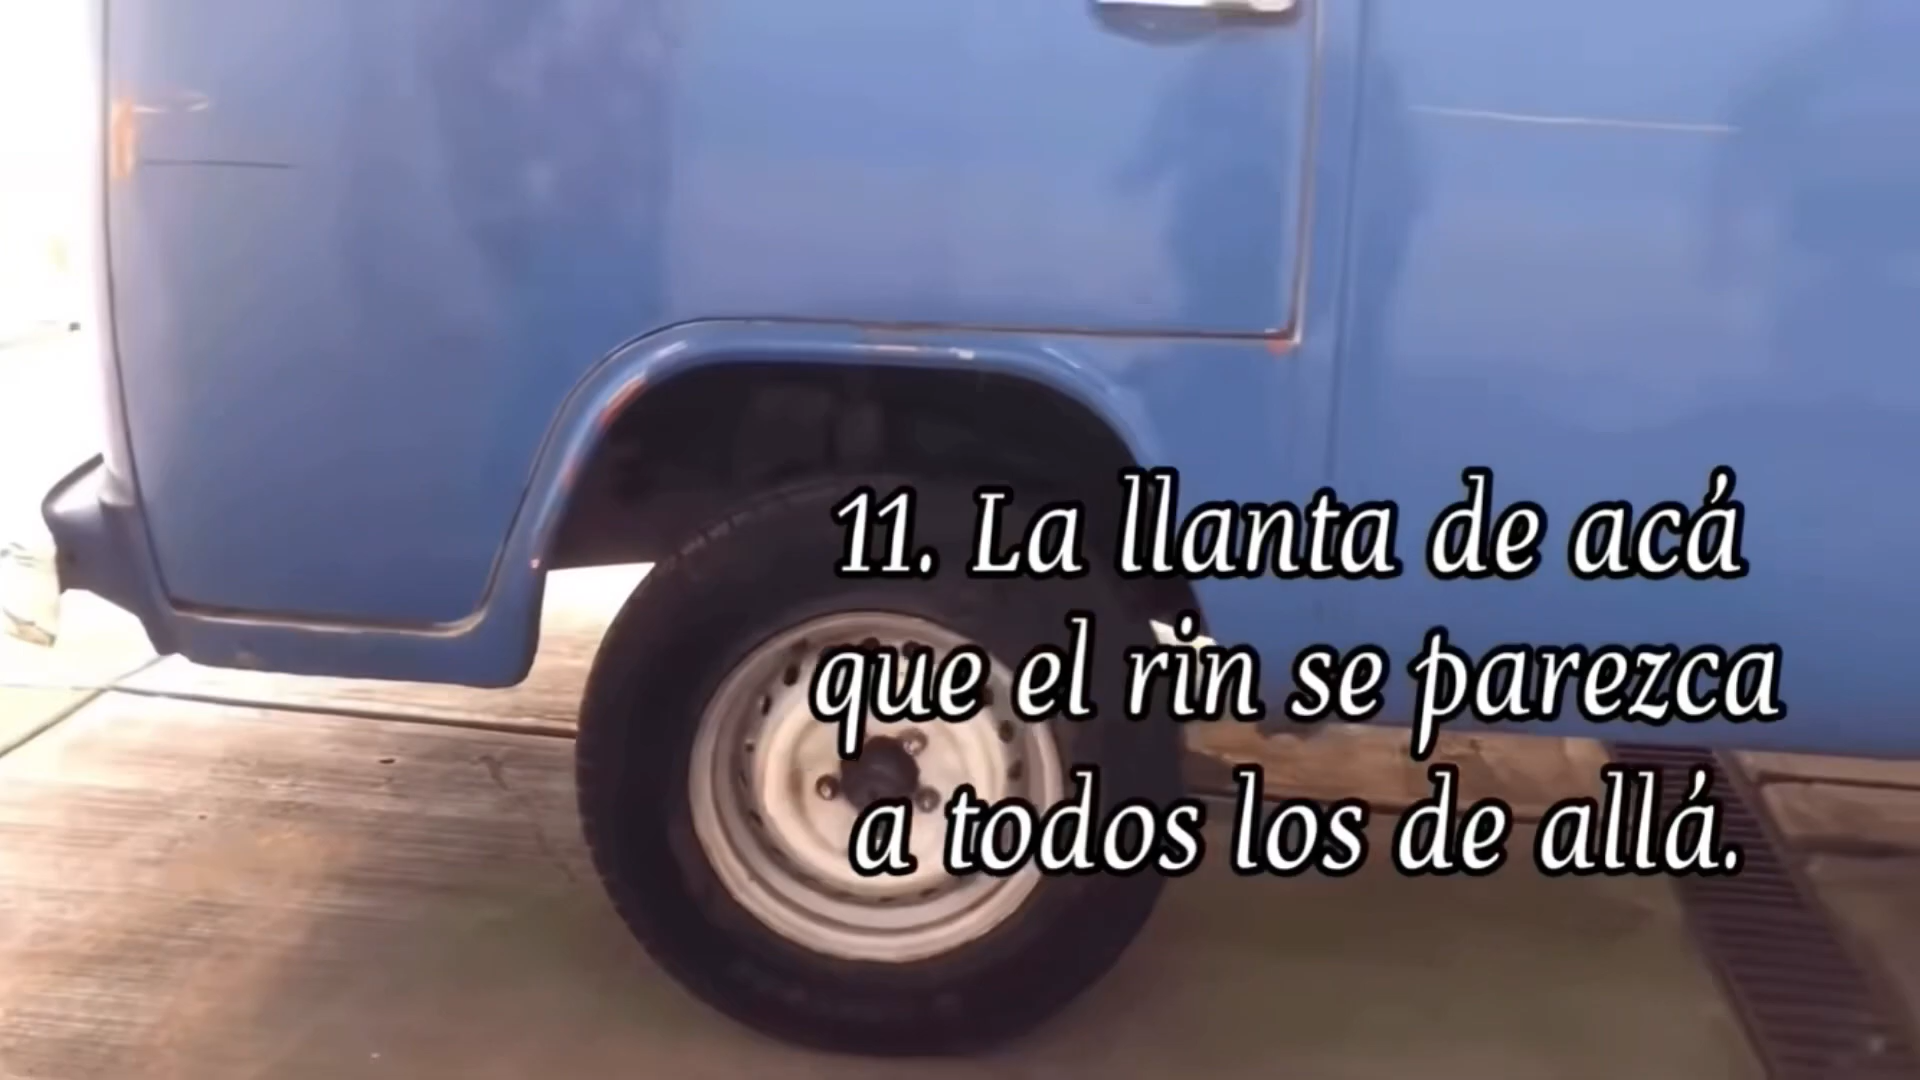 11. La llanta de acá
que el rin se parezca
a todos los de allá.